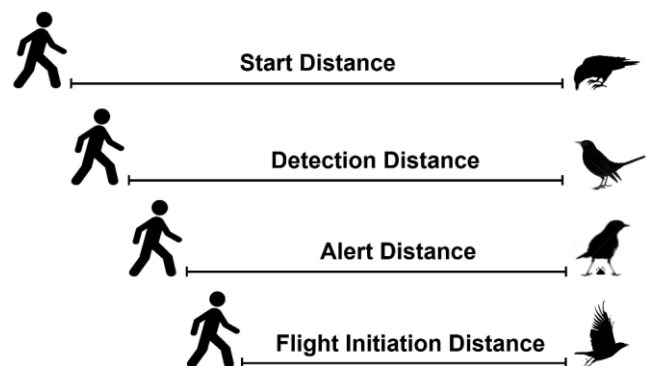 Start Distance
Detection Distance
Alert Distance
Flight Initiation Distance